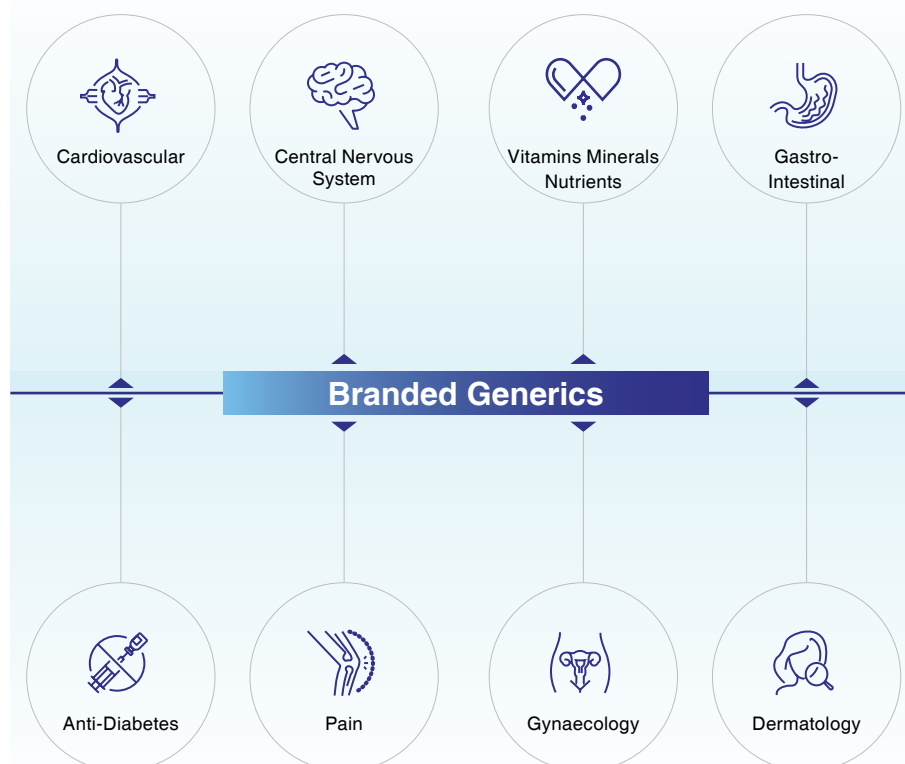 Cardiovascular
Central Nervous
System
Vitamins Minerals
Nutrients
Gastro-
Intestinal
Branded Generics
Anti-Diabetes
Pain
Gynaecology
Dermatology